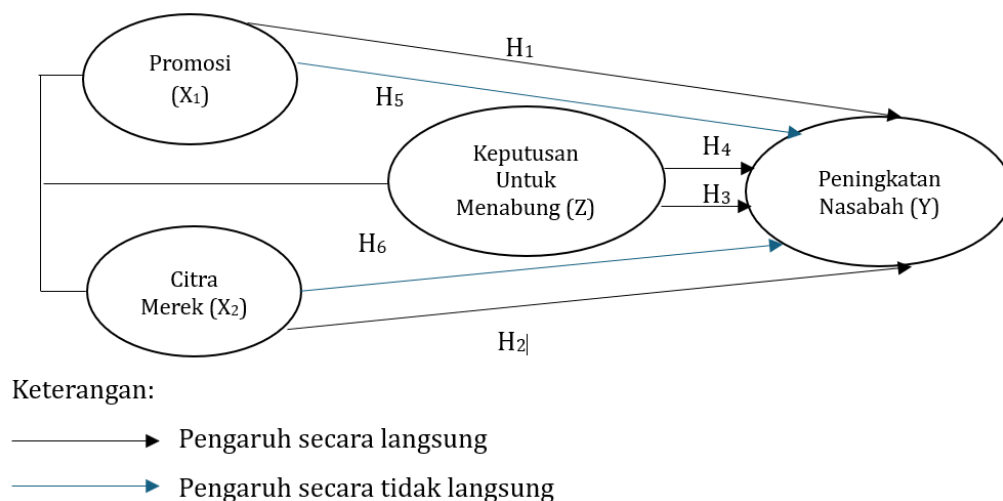 Promosi
(X₁)
H₁
H₅
Keputusan
Untuk
Menabung (Z)
H₄
H₃
Peningkatan
Nasabah (Y)
H₆
Citra
Merek (X₂)
H₂
Keterangan:
Pengaruh secara langsung
Pengaruh secara tidak langsung